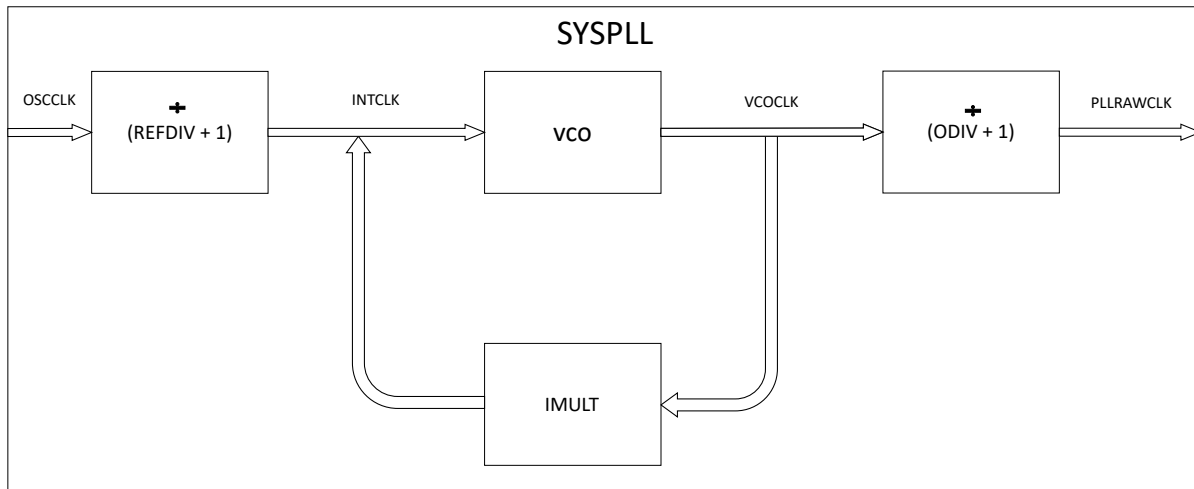 SYSPLL
OSCCLK
÷
(REFDIV + 1)
INTCLK
VCO
VCOCLK
÷
(ODIV + 1)
PLLRAWCLK
IMULT